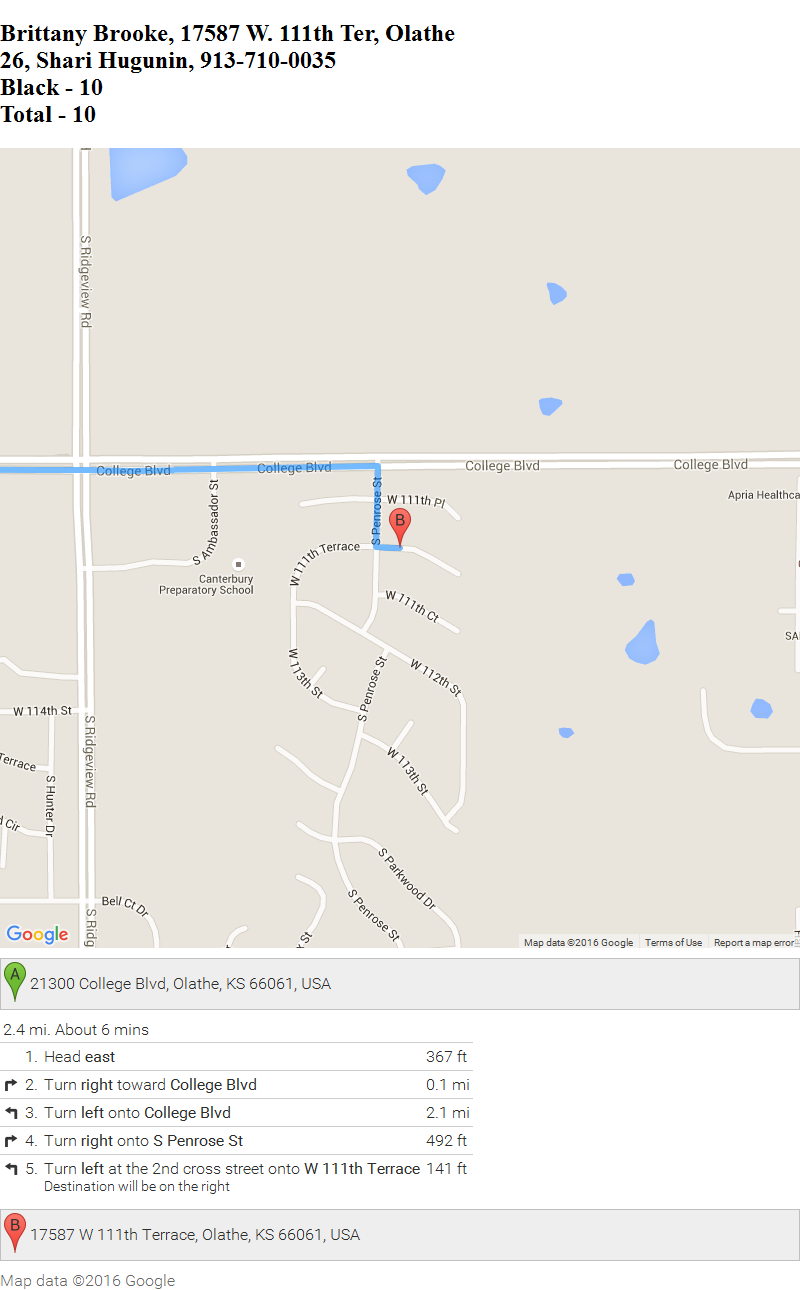 Brittany Brooke, 17587 W. 111th Ter, Olathe
26, Shari Hugunin, 913-710-0035
Black - 10
Total - 10
S Ridgeview Rd
College Blvd
College Blvd
College Blvd
College Blvd
Apria Healthca
S Ambassador St
S Penrose St
W 111th Pl
B
W 111th Terrace
Canterbury
Preparatory School
W 111th Ct
SA
W 113th St
W 112th St
S Penrose St
W 114th St
S Ridgeview Rd
Terrace
S Hunter Dr
W 113th St
d Cir
S Parkwood Dr
Bell Ct Dr
S Penrose St
S Ridg
St
Google
Map data ©2016 Google
Terms of Use
Report a map error
A
21300 College Blvd, Olathe, KS 66061, USA
2.4 mi. About 6 mins
1. Head east 367 ft
2. Turn right toward College Blvd 0.1 mi
3. Turn left onto College Blvd 2.1 mi
4. Turn right onto S Penrose St 492 ft
5. Turn left at the 2nd cross street onto W 111th Terrace 141 ft
Destination will be on the right
B
17587 W 111th Terrace, Olathe, KS 66061, USA
Map data ©2016 Google